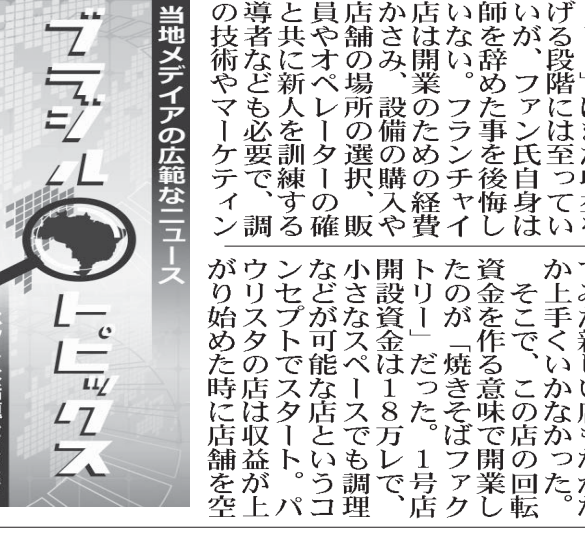 げる段階には至ってい
いが、ファン氏自身は
師を辞めた事を後悔し
いない。フランチャイ
店は開業のための経費
かさみ、設備の購入や
店舗の場所の選択、販
員やオペレーターの確
と共に新人を訓練する
導者なども必要で、調
の技術やマーケティン
か上手くいかなかった。
そこで、この店の回転
資金を作る意味で開業し
たのが「焼きそばファク
トリー」だった。1号店
開設資金は18万レで、
小さなスペースでも調理
などが可能な店というコ
ンセプトでスタート。パ
ウリスタの店は収益が上
がり始めた時に店舗を空
当地メディアの広範なニュース
ブラジルトピックス